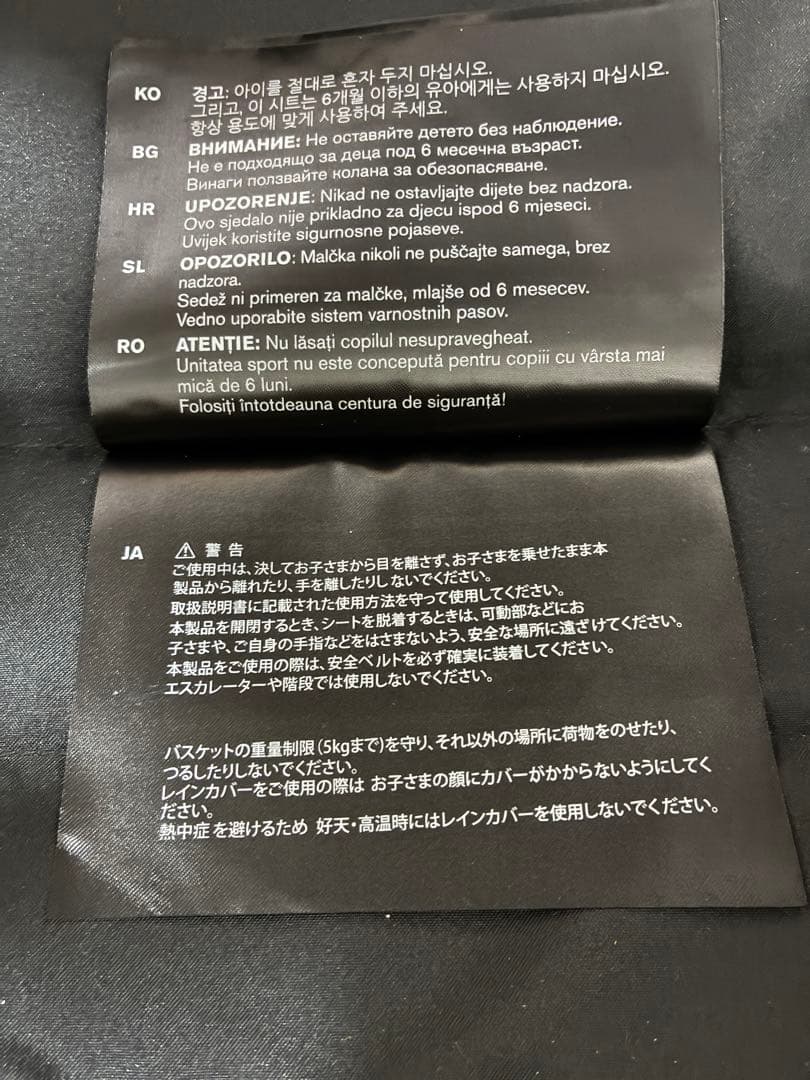 KO 경고: 아이를 절대로 혼자 두지 마십시오.
그리고, 이 시트는 6개월 이하의 유아에게는 사용하지 마십시오.
항상 용도에 맞게 사용하여 주세요.
BG ВНИМАНИЕ: Не оставяйте детето без наблюдение.
Не е подходящо за деца под 6 месечна възраст.
Винаги ползвайте колана за обезопасяване.
HR UPOZORENJE: Nikad ne ostavljajte dijete bez nadzora.
Ovo sjedalo nije prikladno za djecu ispod 6 mjeseci.
Uvijek koristite sigurnosne pojaseve.
SL OPOZORILO: Malčka nikoli ne puščajte samega, brez
nadzora.
Sedež ni primeren za malčke, mlajše od 6 mesecev.
Vedno uporabite sistem varnostnih pasov.
RO ATENȚIE: Nu lăsați copilul nesupravegheat.
Unitatea sport nu este concepută pentru copiii cu vârsta mai
mică de 6 luni.
Folosiți întotdeauna centura de siguranță!
JA ⚠ 警告
ご使用中は、決してお子さまから目を離さず、お子さまを乗せたまま本
製品から離れたり、手を離したりしないでください。
取扱説明書に記載された使用方法を守って使用してください。
本製品を開閉するとき、シートを脱着するときは、可動部などにお
子さまや、ご自身の手指などをはさまないよう、安全な場所に遠ざけてください。
本製品をご使用の際は、安全ベルトを必ず確実に装着してください。
エスカレーターや階段では使用しないでください。
バスケットの重量制限(5kgまで)を守り、それ以外の場所に荷物をのせたり、
つるしたりしないでください。
レインカバーをご使用の際は お子さまの顔にカバーがかからないようにしてく
ださい。
熱中症を避けるため 好天・高温時にはレインカバーを使用しないでください。